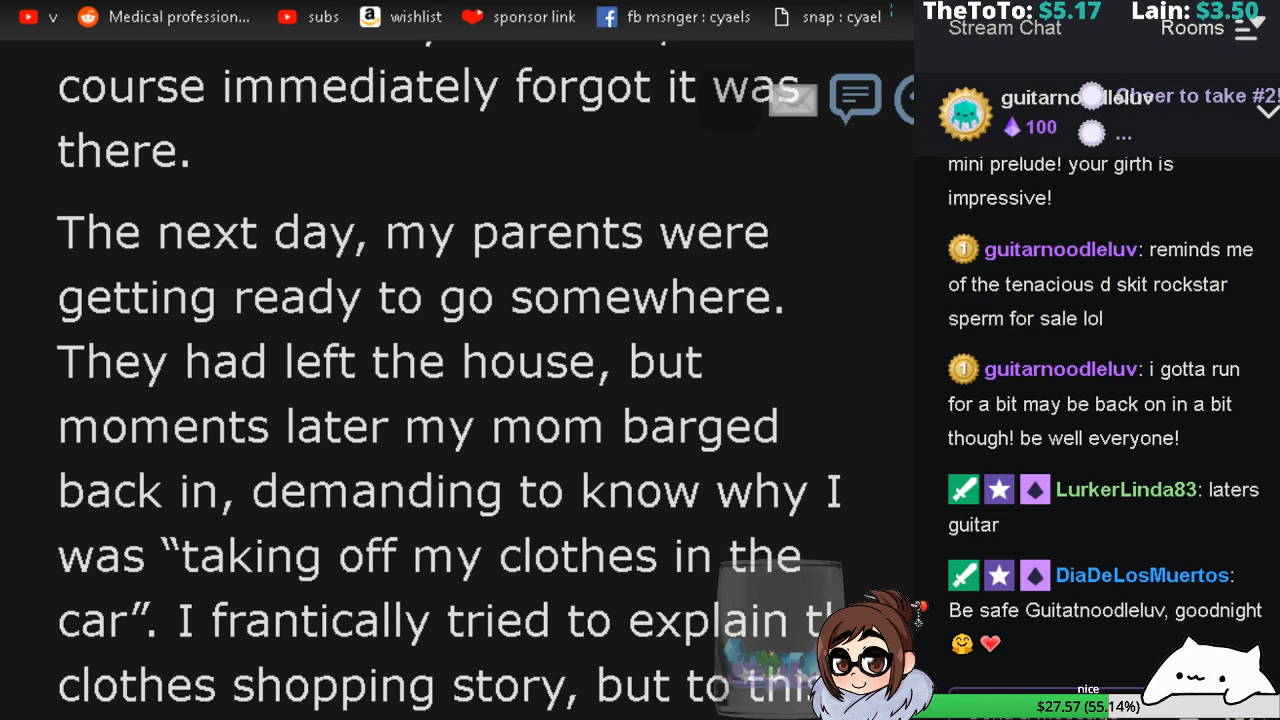 v
Medical profession...
subs
wishlist
sponsor link
fb msnger : cyaels
snap : cyael
TheToTo: $5.17
Lain: $3.50
course immediately forgot it was
there.
The next day, my parents were
getting ready to go somewhere.
They had left the house, but
moments later my mom barged
back in, demanding to know why I
was “taking off my clothes in the
car”. I frantically tried to explain
clothes shopping story, but to this
Stream Chat
Rooms
guitarnoodleluv
Cheer to take #2!
100
...
mini prelude! your girth is
impressive!
guitarnoodleluv: reminds me
of the tenacious d skit rockstar
sperm for sale lol
guitarnoodleluv: i gotta run
for a bit may be back on in a bit
though! be well everyone!
LurkerLinda83: laters
guitar
DiaDeLosMuertos:
Be safe Guitatnoodleluv, goodnight
nice
$27.57 (55.14%)